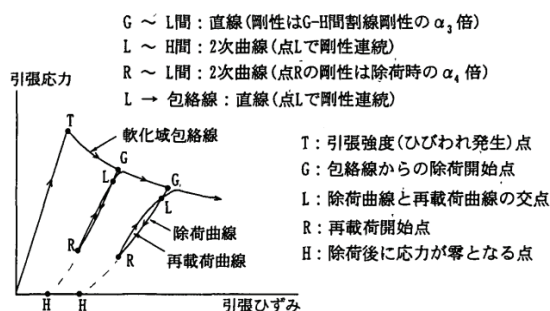 G ～ L間：直線(剛性はG-H間割線剛性のα₃倍)
L ～ H間：2次曲線(点Lで剛性連続)
R ～ L間：2次曲線(点Rの剛性は除荷時のα₄倍)
L → 包絡線：直線(点Lで剛性連続)
引張応力
T
軟化域包絡線
G
L
G
L
R
除荷曲線
R
再載荷曲線
H
H
引張ひずみ
T：引張強度(ひびわれ発生)点
G：包絡線からの除荷開始点
L：除荷曲線と再載荷曲線の交点
R：再載荷開始点
H：除荷後に応力が零となる点